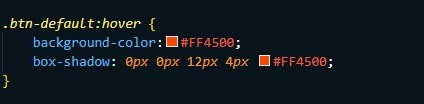 .btn-default:hover {
background-color:#FF4500;
box-shadow: 0px 0px 12px 4px #FF4500;
}